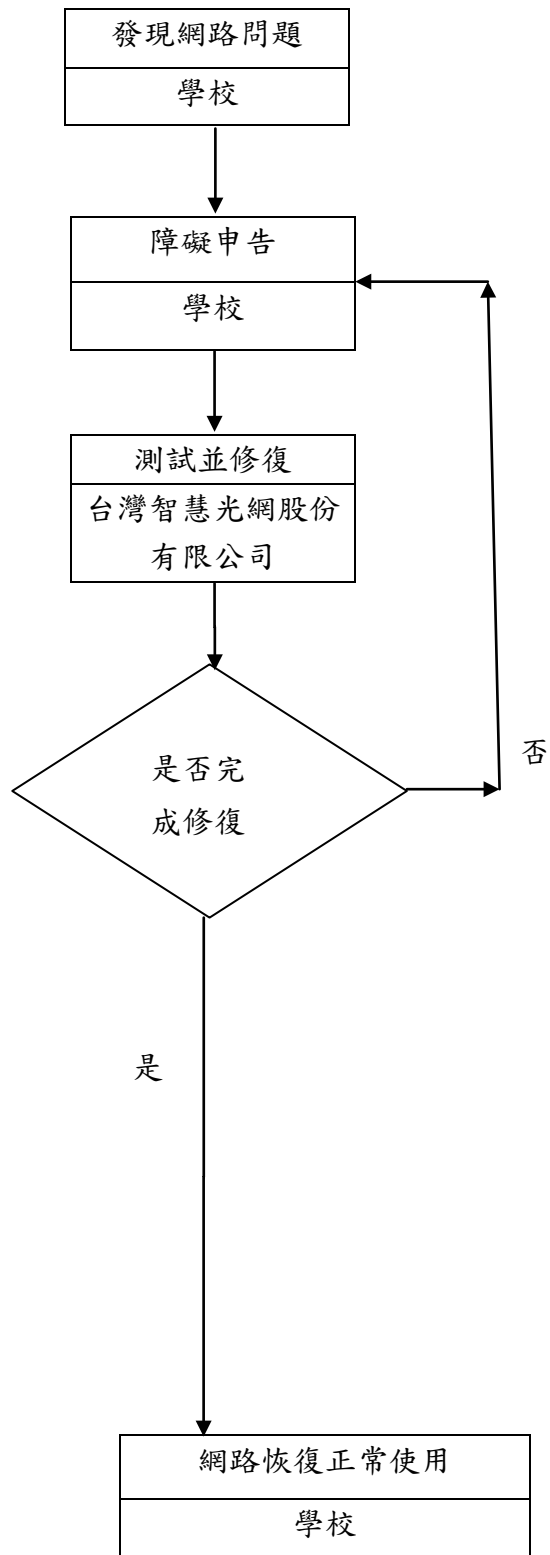 發現網路問題
學校
障礙申告
學校
測試並修復
台灣智慧光網股份
有限公司
是否完
成修復
否
是
網路恢復正常使用
學校